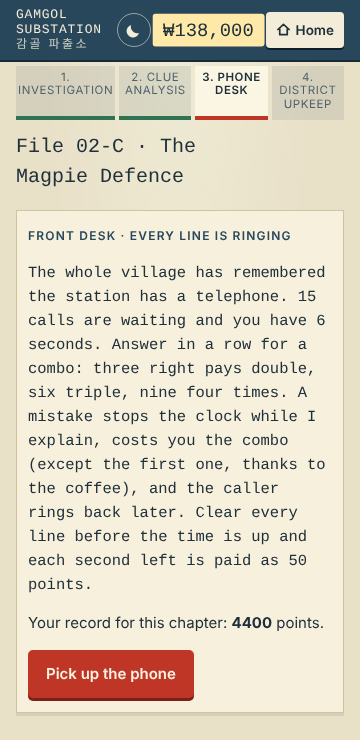 GAMGOL
SUBSTATION
감골 파출소
₩138,000
Home
1.
INVESTIGATION
2. CLUE
ANALYSIS
3. PHONE
DESK
4.
DISTRICT
UPKEEP
File 02-C · The
Magpie Defence
FRONT DESK · EVERY LINE IS RINGING
The whole village has remembered
the station has a telephone. 15
calls are waiting and you have 6
seconds. Answer in a row for a
combo: three right pays double,
six triple, nine four times. A
mistake stops the clock while I
explain, costs you the combo
(except the first one, thanks to
the coffee), and the caller
rings back later. Clear every
line before the time is up and
each second left is paid as 50
points.
Your record for this chapter: 4400 points.
Pick up the phone